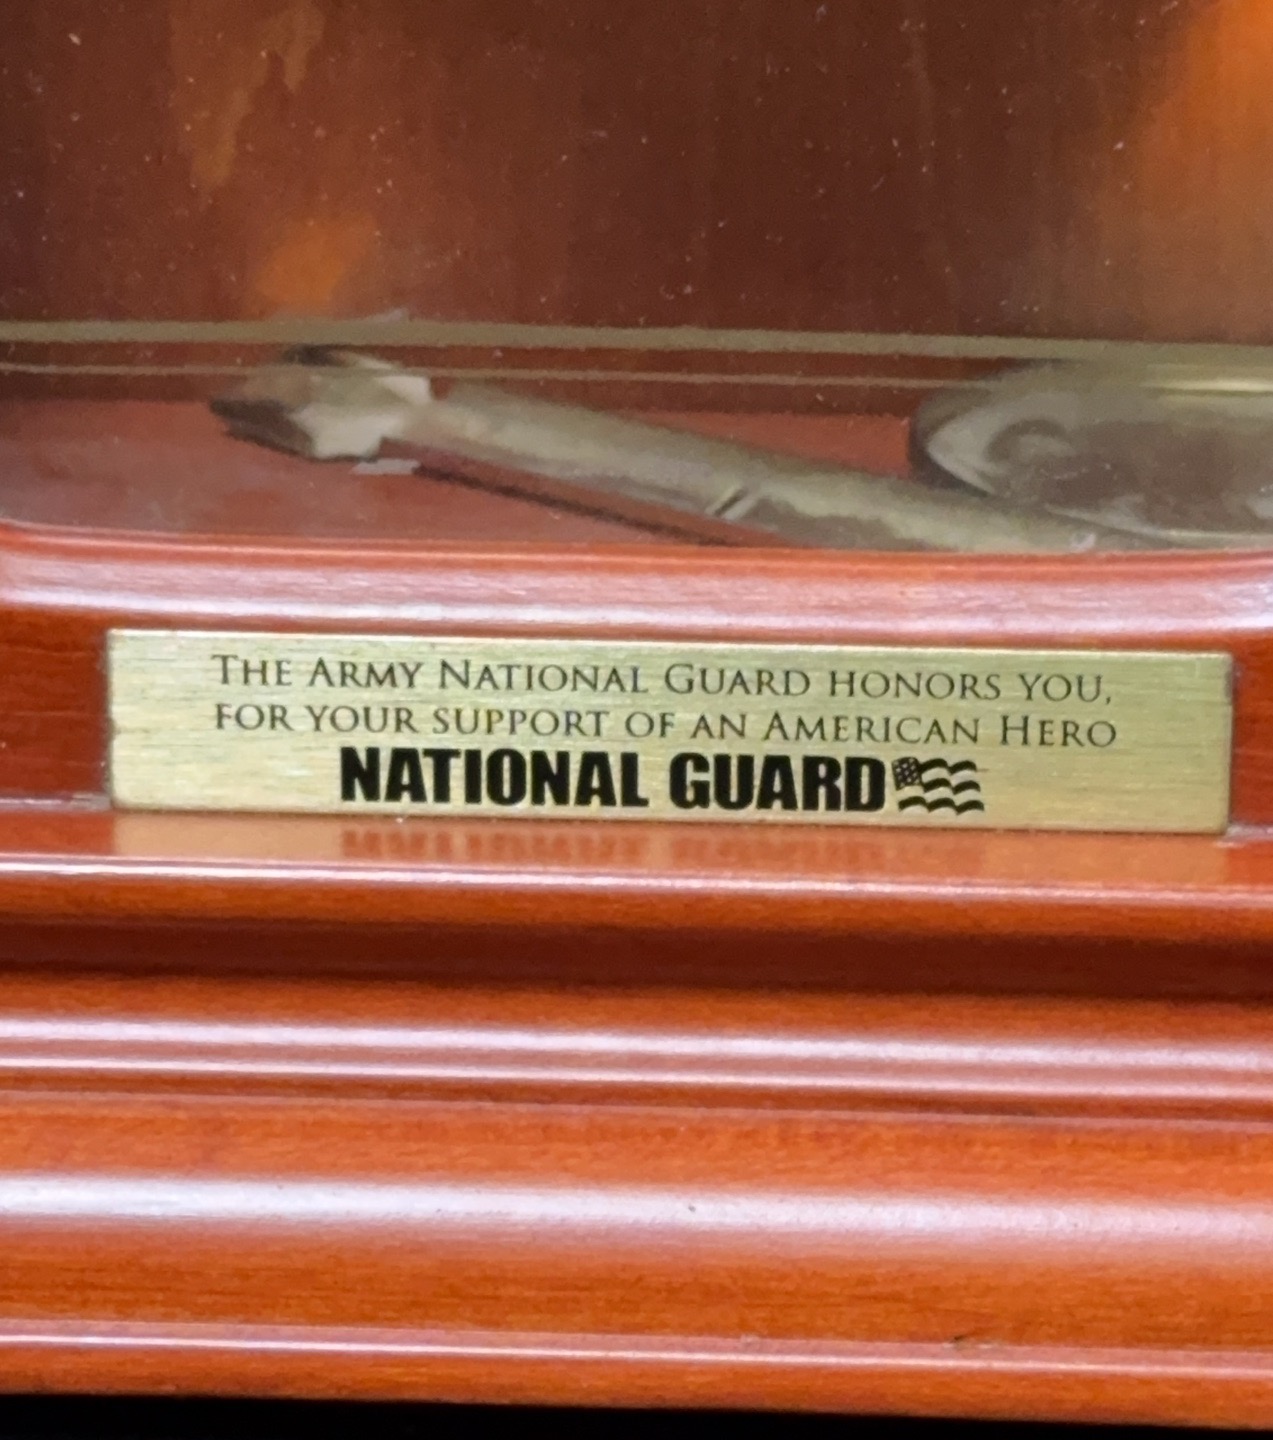 THE ARMY NATIONAL GUARD HONORS YOU,
FOR YOUR SUPPORT OF AN AMERICAN HERO
NATIONAL GUARD